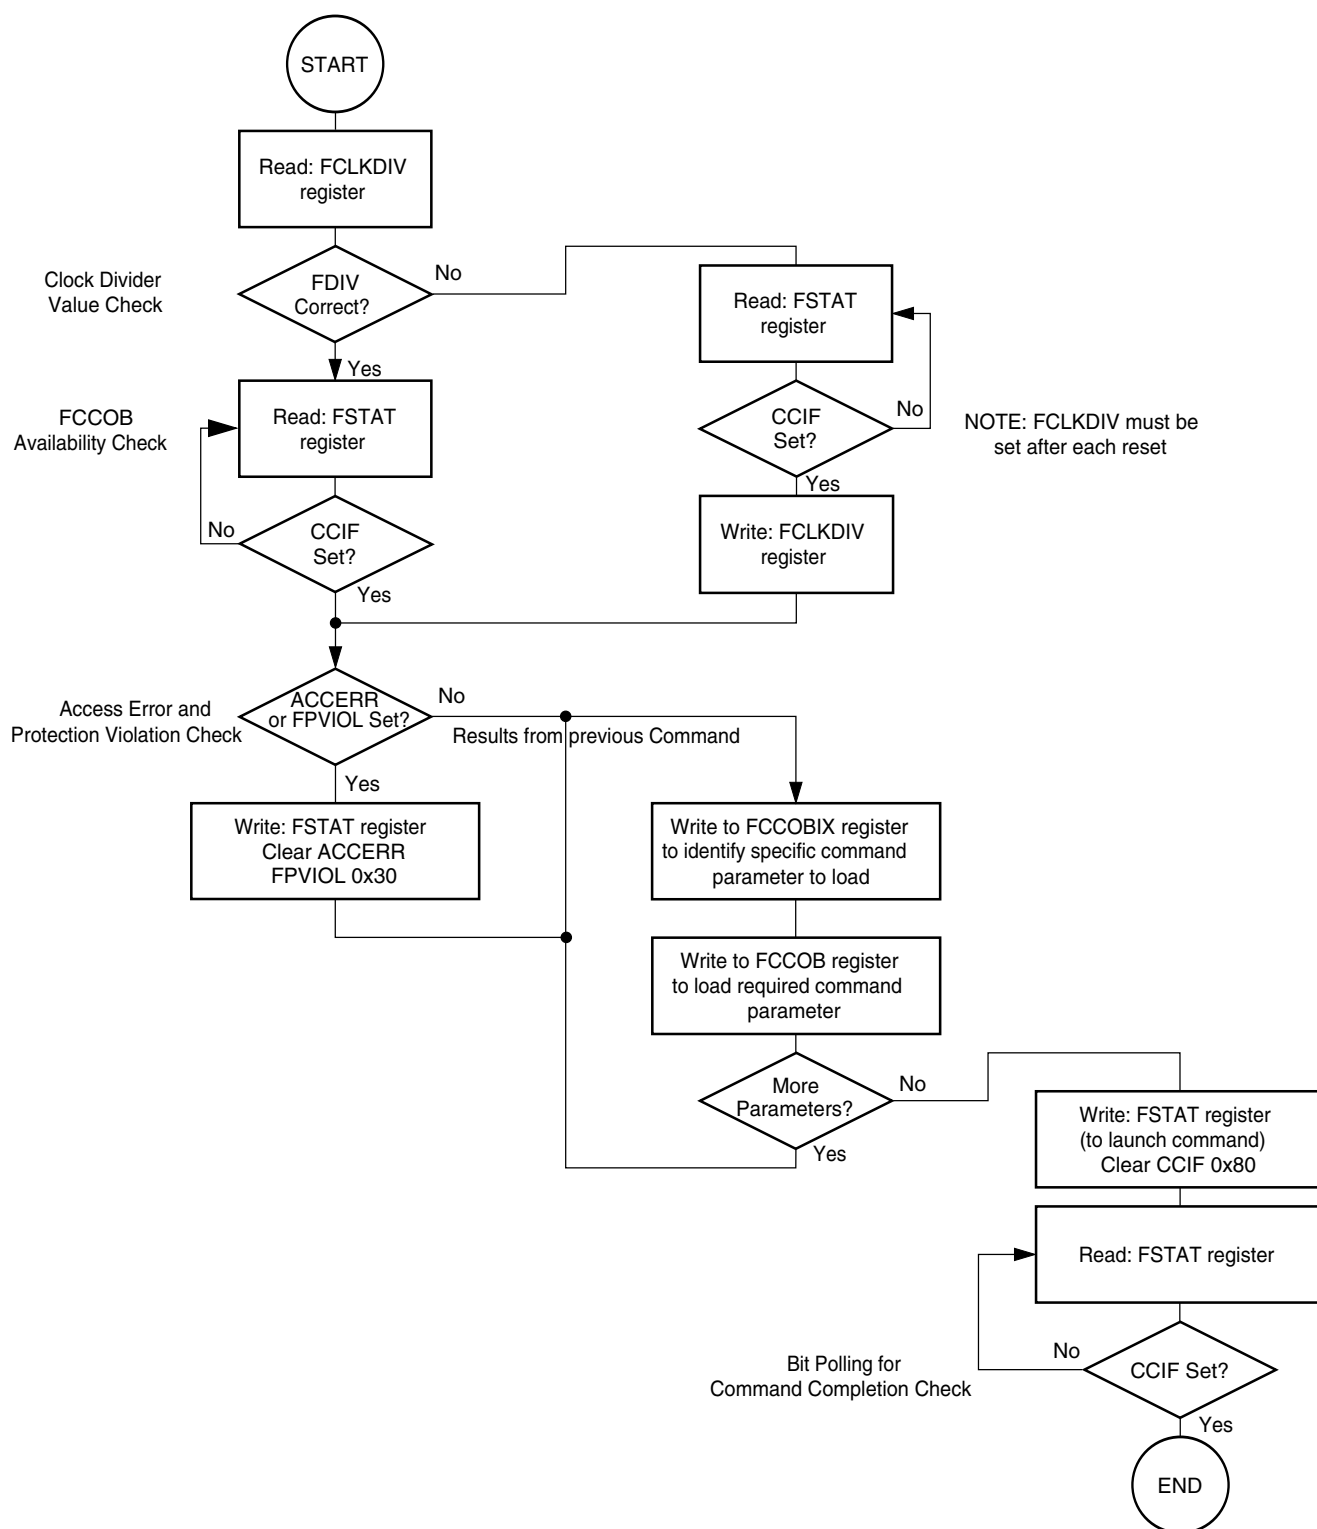 START
Read: FCLKDIV
register
Clock Divider
Value Check
FDIV
Correct?
No
Yes
Read: FSTAT
register
CCIF
Set?
No
NOTE: FCLKDIV must be
set after each reset
Yes
Write: FCLKDIV
register
FCCOB
Availability Check
Read: FSTAT
register
No
CCIF
Set?
Yes
Access Error and
Protection Violation Check
ACCERR
or FPVIOL Set?
No
Results from previous Command
Yes
Write: FSTAT register
Clear ACCERR
FPVIOL 0x30
Write to FCCOBIX register
to identify specific command
parameter to load
Write to FCCOB register
to load required command
parameter
More
Parameters?
No
Yes
Write: FSTAT register
(to launch command)
Clear CCIF 0x80
Read: FSTAT register
Bit Polling for
Command Completion Check
No
CCIF Set?
Yes
END